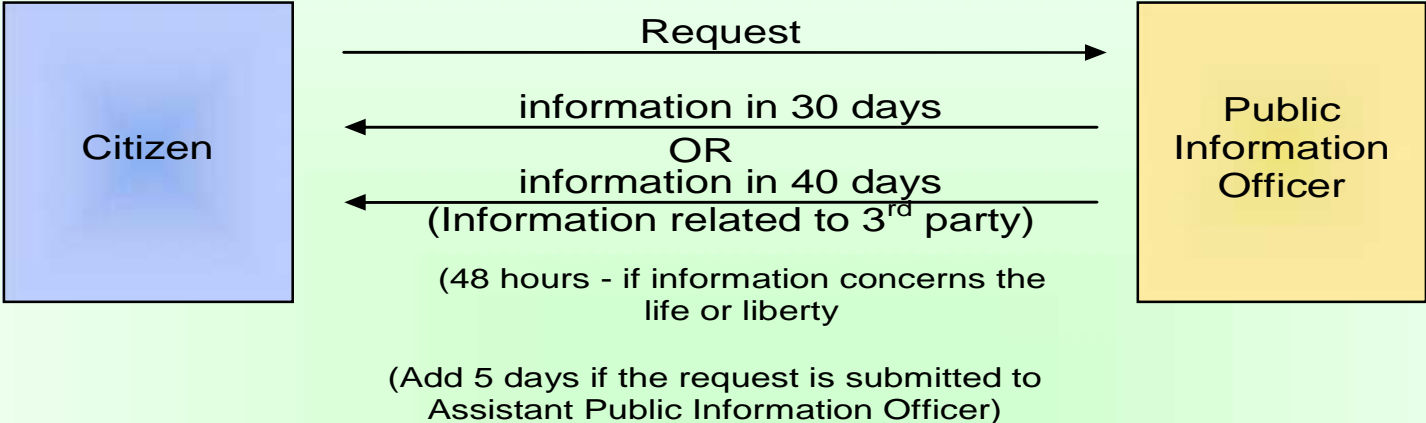 Citizen
Request
information in 30 days
OR
information in 40 days
(Information related to 3rd party)
(48 hours - if information concerns the
life or liberty
(Add 5 days if the request is submitted to
Assistant Public Information Officer)
Public
Information
Officer